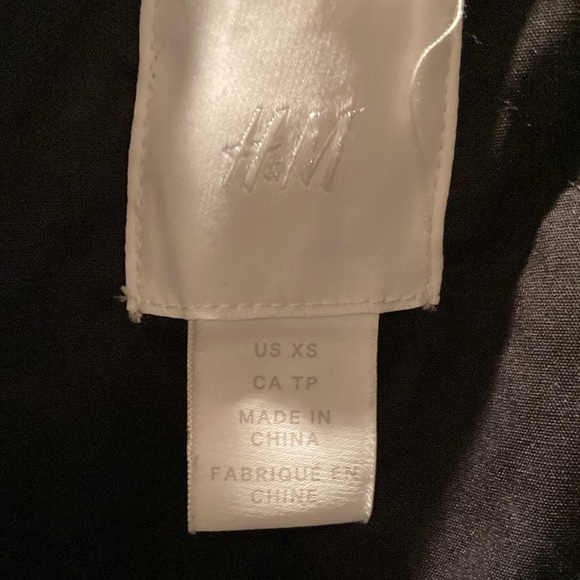 H&M
US XS
CA TP
MADE IN
CHINA
FABRIQUÉ EN
CHINE